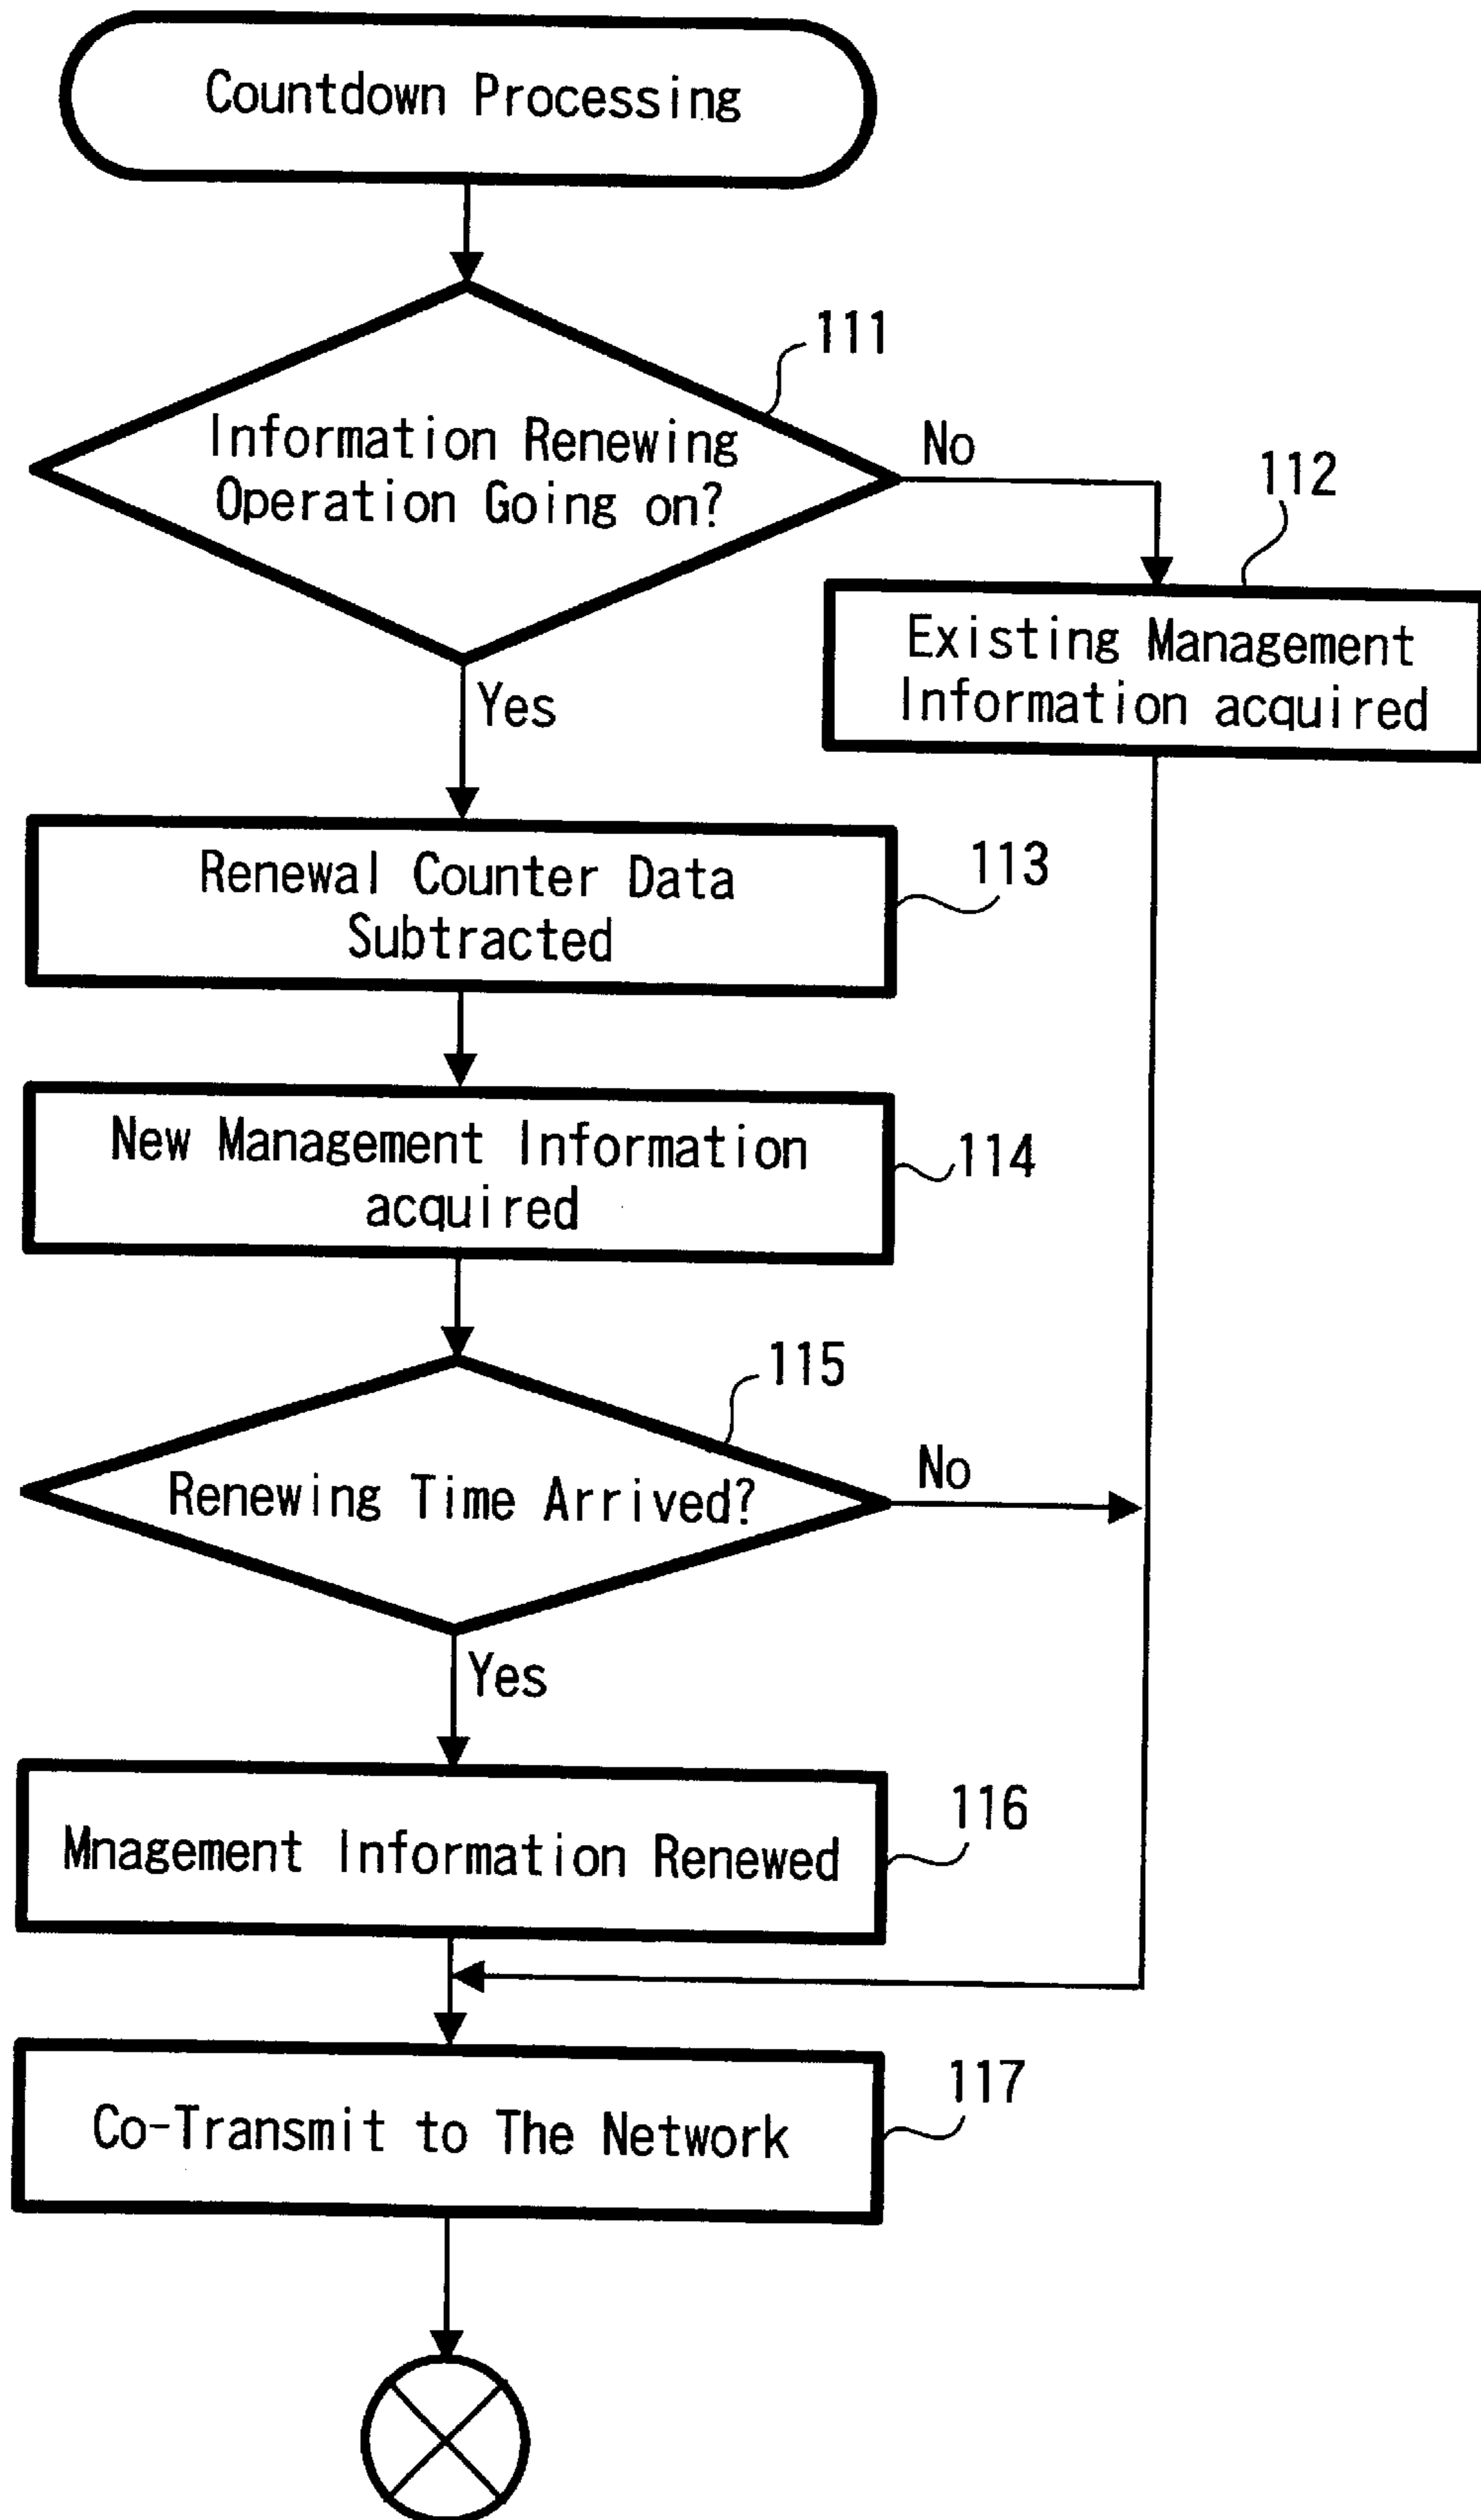 Countdown Processing
111
Information Renewing
Operation Going on?
No
112
Existing Management
Information acquired
Yes
Renewal Counter Data
Subtracted
113
New Management Information
acquired
114
115
Renewing Time Arrived?
No
Yes
Mnagement Information Renewed
116
Co-Transmit to The Network
117